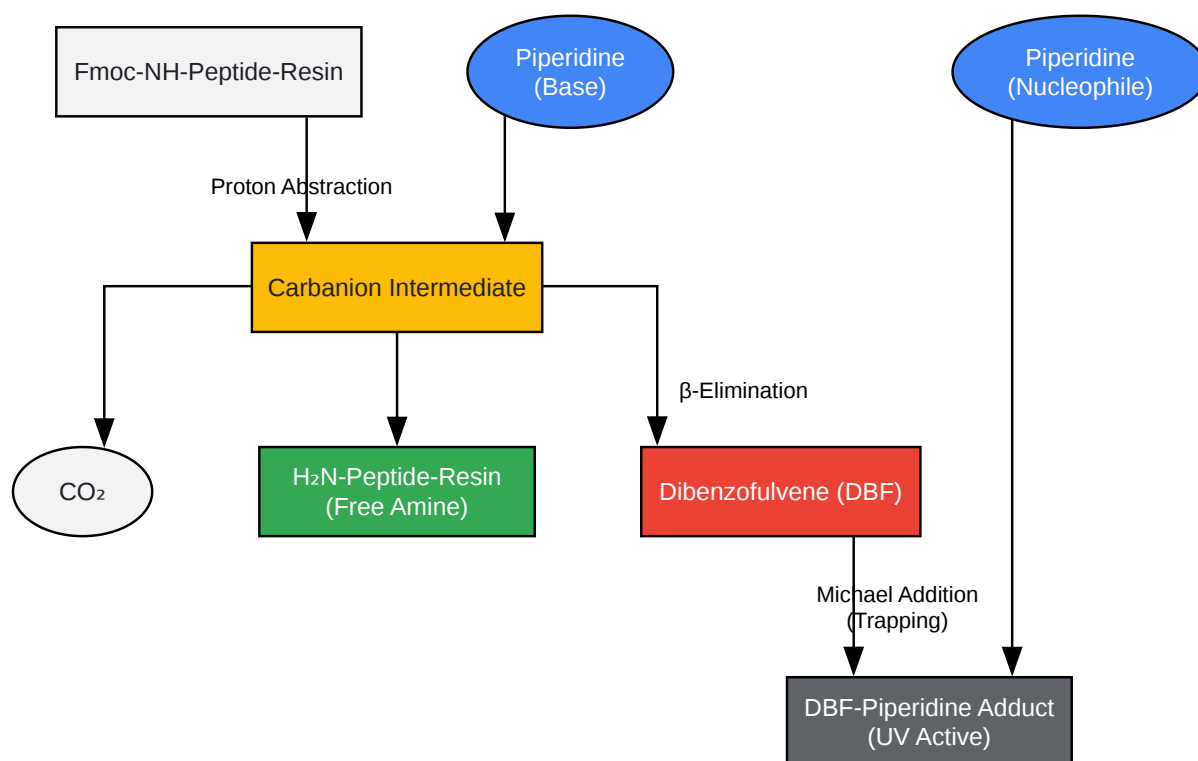 Fmoc-NH-Peptide-Resin
Piperidine
(Base)
Piperidine
(Nucleophile)
Proton Abstraction
Carbanion Intermediate
β-Elimination
CO₂
H₂N-Peptide-Resin
(Free Amine)
Dibenzofulvene (DBF)
Michael Addition
(Trapping)
DBF-Piperidine Adduct
(UV Active)